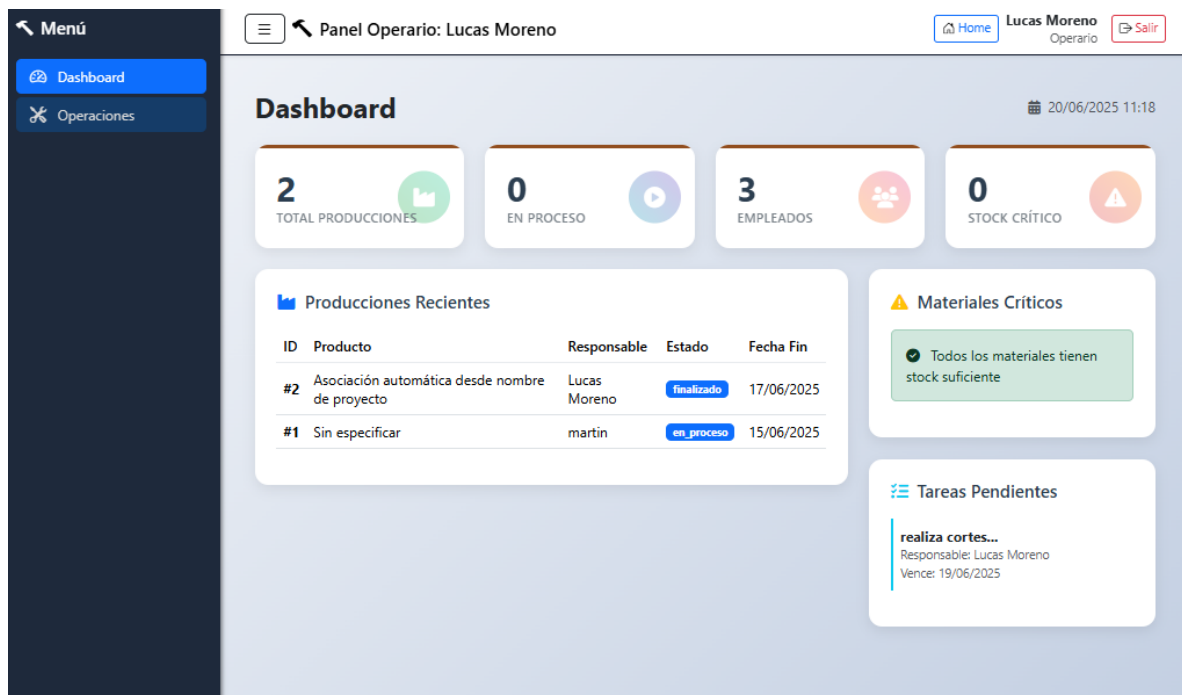 Menú
Panel Operario: Lucas Moreno
Home
Lucas Moreno
Operario
Salir
Dashboard
Operaciones
Dashboard
20/06/2025 11:18
2
TOTAL PRODUCCIONES
0
EN PROCESO
3
EMPLEADOS
0
STOCK CRÍTICO
Producciones Recientes
ID Producto Responsable Estado Fecha Fin
#2 Asociación automática desde nombre de proyecto Lucas Moreno finalizado 17/06/2025
#1 Sin especificar martin en_proceso 15/06/2025
Materiales Críticos
Todos los materiales tienen
stock suficiente
Tareas Pendientes
realiza cortes...
Responsable: Lucas Moreno
Vence: 19/06/2025